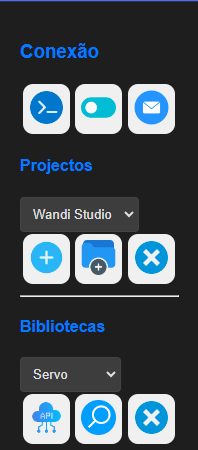 Conexão
Projectos
Wandi Studio
Bibliotecas
Servo
API